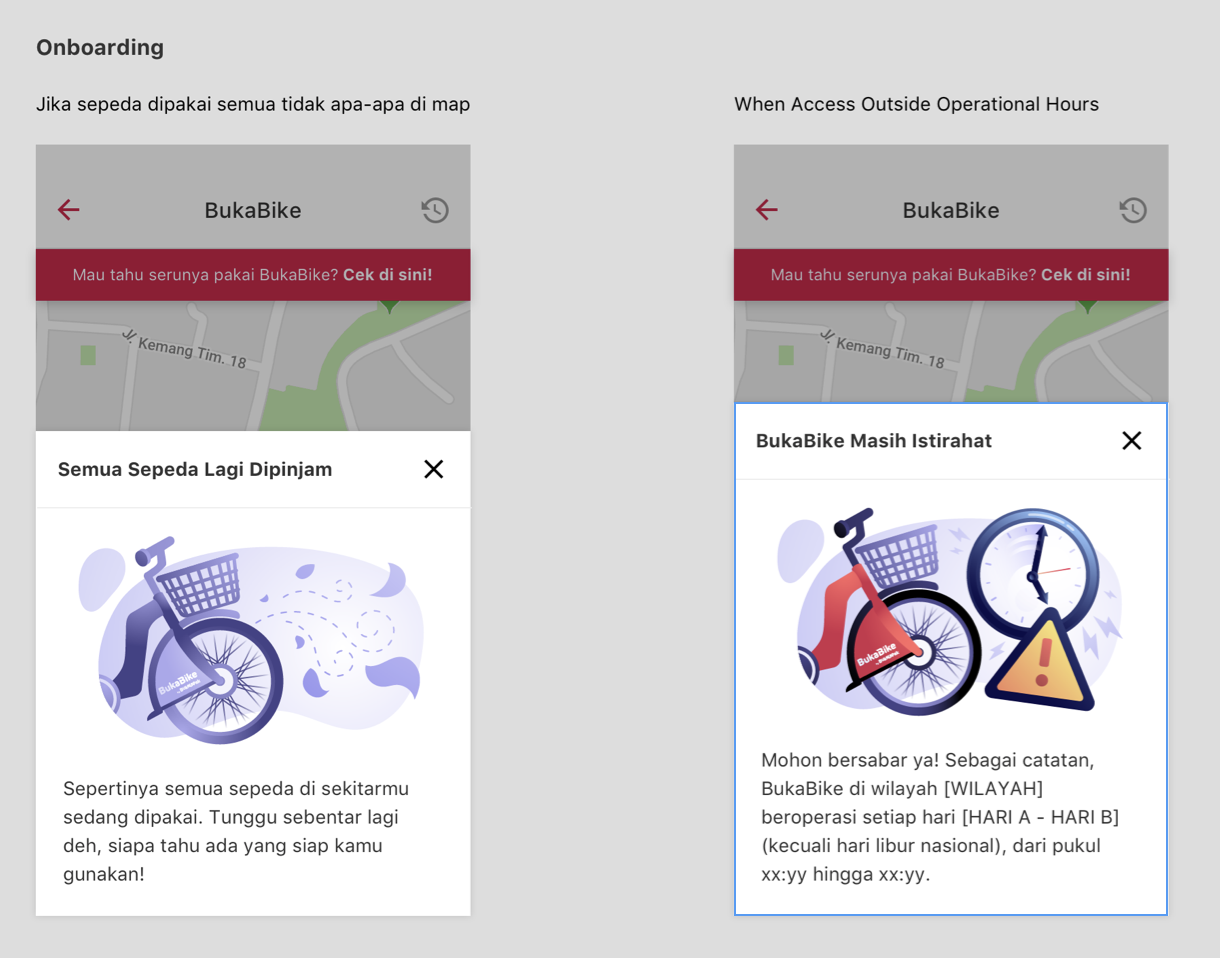 Onboarding
Jika sepeda dipakai semua tidak apa-apa di map
BukaBike
Mau tahu serunya pakai BukaBike? Cek di sini!
Jl. Kemang Tim. 18
Semua Sepeda Lagi Dipinjam
BukaBike
Sepertinya semua sepeda di sekitarmu
sedang dipakai. Tunggu sebentar lagi
deh, siapa tahu ada yang siap kamu
gunakan!
When Access Outside Operational Hours
BukaBike
Mau tahu serunya pakai BukaBike? Cek di sini!
Jl. Kemang Tim. 18
BukaBike Masih Istirahat
BukaBike
Mohon bersabar ya! Sebagai catatan,
BukaBike di wilayah [WILAYAH]
beroperasi setiap hari [HARI A - HARI B]
(kecuali hari libur nasional), dari pukul
xx:yy hingga xx:yy.